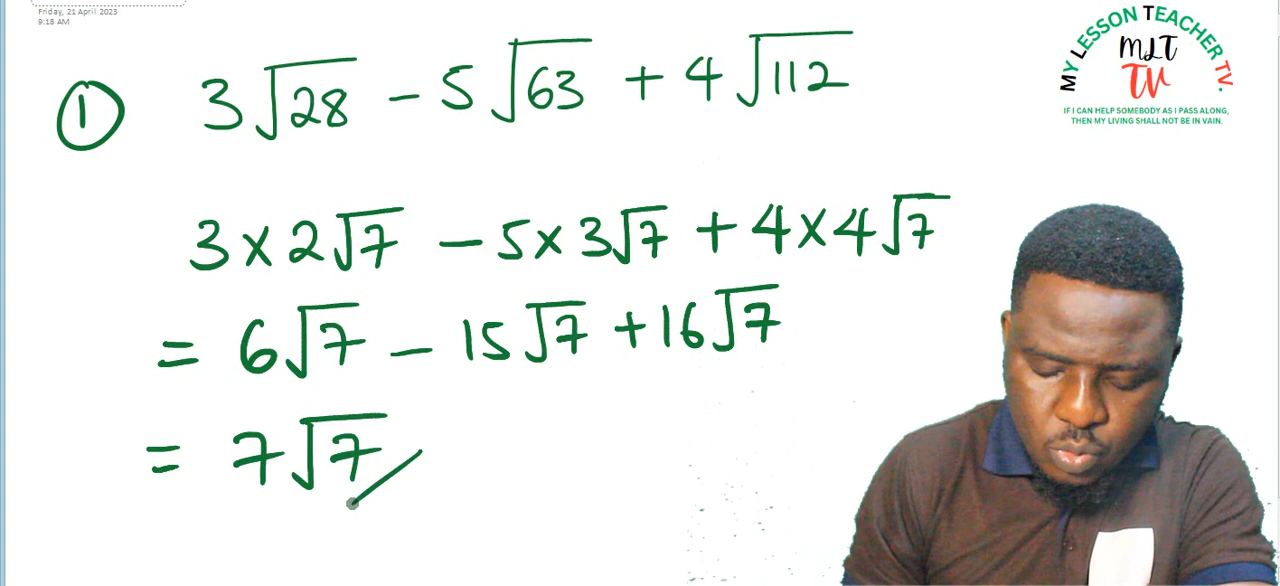 Friday, 21 April 2023
9:18 AM
MY LESSON TEACHER TV.
MLT
TV
IF I CAN HELP SOMEBODY AS I PASS ALONG,
THEN MY LIVING SHALL NOT BE IN VAIN.
① 3√28 - 5√63 + 4√112
3 × 2√7 - 5 × 3√7 + 4 × 4√7
= 6√7 - 15√7 + 16√7
= 7√7